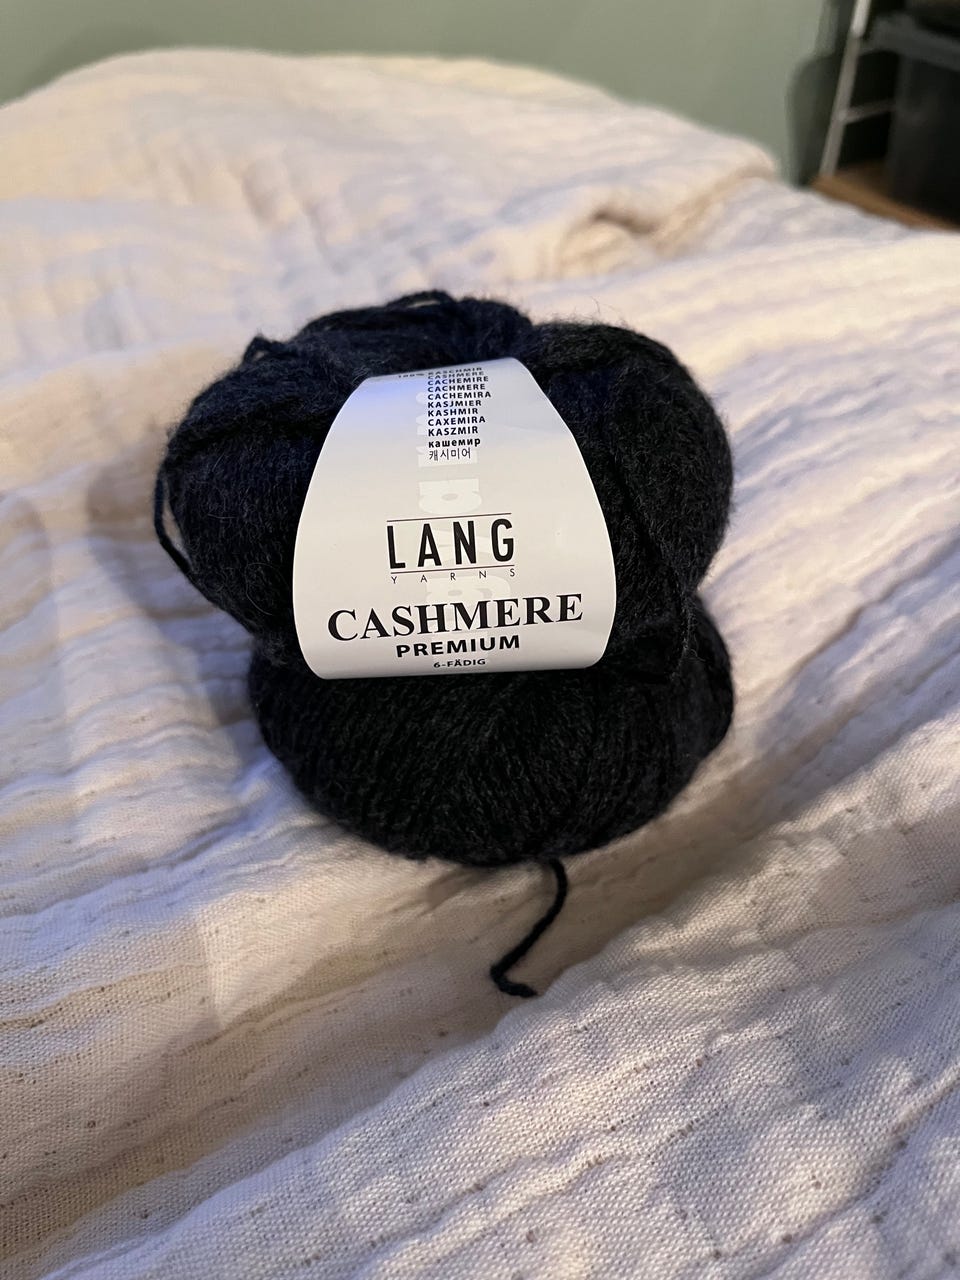 100% KASCHMIR
CASHMERE
CACHEMIRE
CACHMERE
CACHEMIRA
KASJMIER
KASHMIR
CAXEMIRA
KASZMIR
кашемир
캐시미어
LANG
YARNS
CASHMERE
PREMIUM
6-FÄDIG